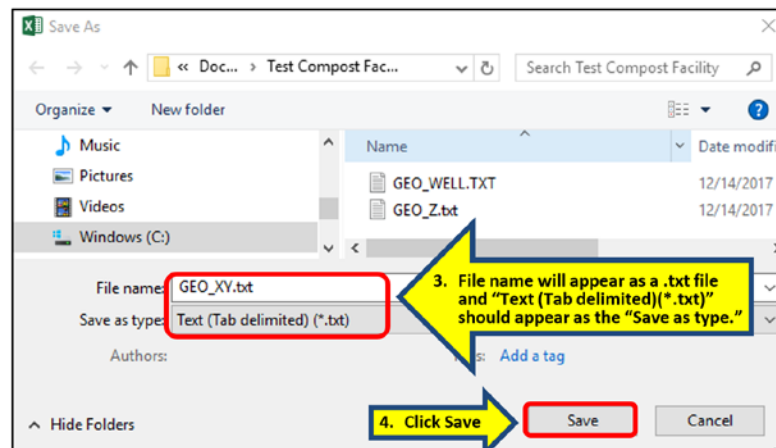 Save As
« Doc... › Test Compost Fac...
Search Test Compost Facility
Organize
New folder
?
Music
Pictures
Videos
Windows (C:)
Name
Date modifi
GEO_WELL.TXT
12/14/2017
GEO_Z.txt
12/14/2017
File name: GEO_XY.txt
Save as type: Text (Tab delimited) (*.txt)
3. File name will appear as a .txt file
and “Text (Tab delimited)(*.txt)”
should appear as the “Save as type.”
Authors:
Add a tag
Hide Folders
4. Click Save
Save
Cancel